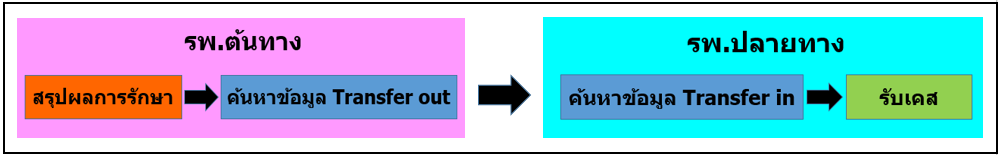 รพ.ต้นทาง
สรุปผลการรักษา
ค้นหาข้อมูล Transfer out
รพ.ปลายทาง
ค้นหาข้อมูล Transfer in
รับเคส